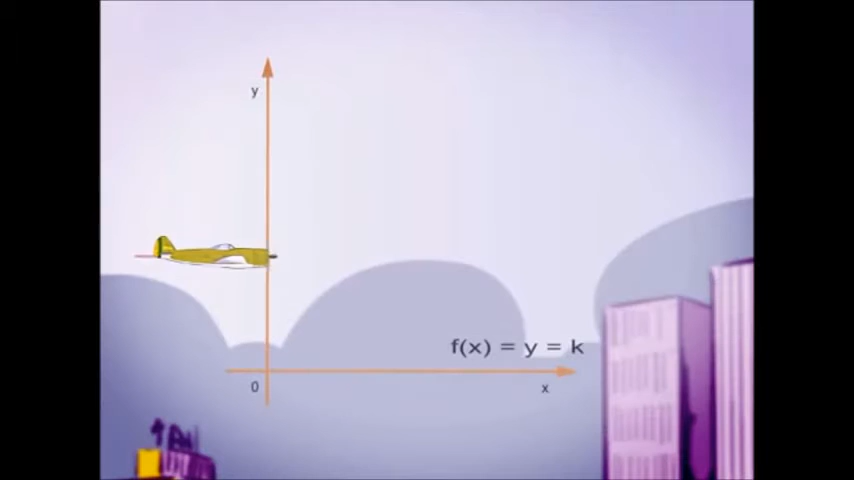 y
f(x) = y = k
0
x